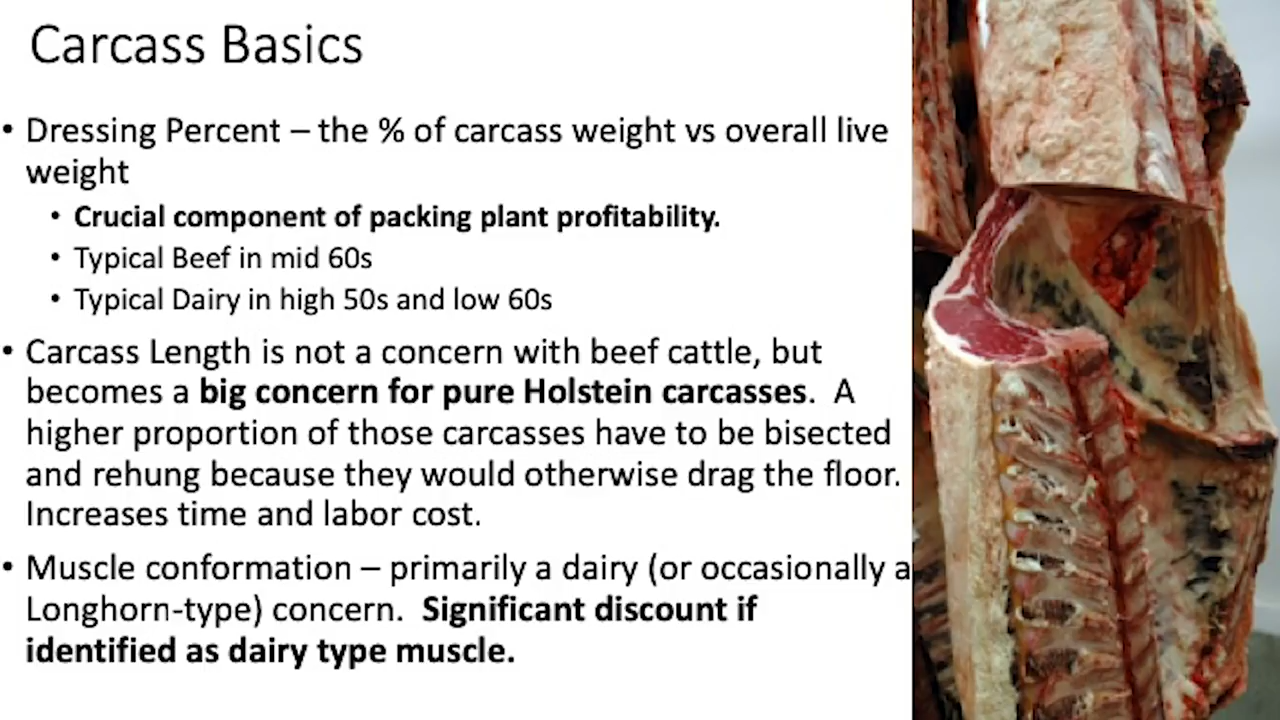 Carcass Basics
• Dressing Percent – the % of carcass weight vs overall live
weight
• Crucial component of packing plant profitability.
• Typical Beef in mid 60s
• Typical Dairy in high 50s and low 60s
• Carcass Length is not a concern with beef cattle, but
becomes a big concern for pure Holstein carcasses. A
higher proportion of those carcasses have to be bisected
and rehung because they would otherwise drag the floor.
Increases time and labor cost.
• Muscle conformation – primarily a dairy (or occasionally a
Longhorn-type) concern. Significant discount if
identified as dairy type muscle.